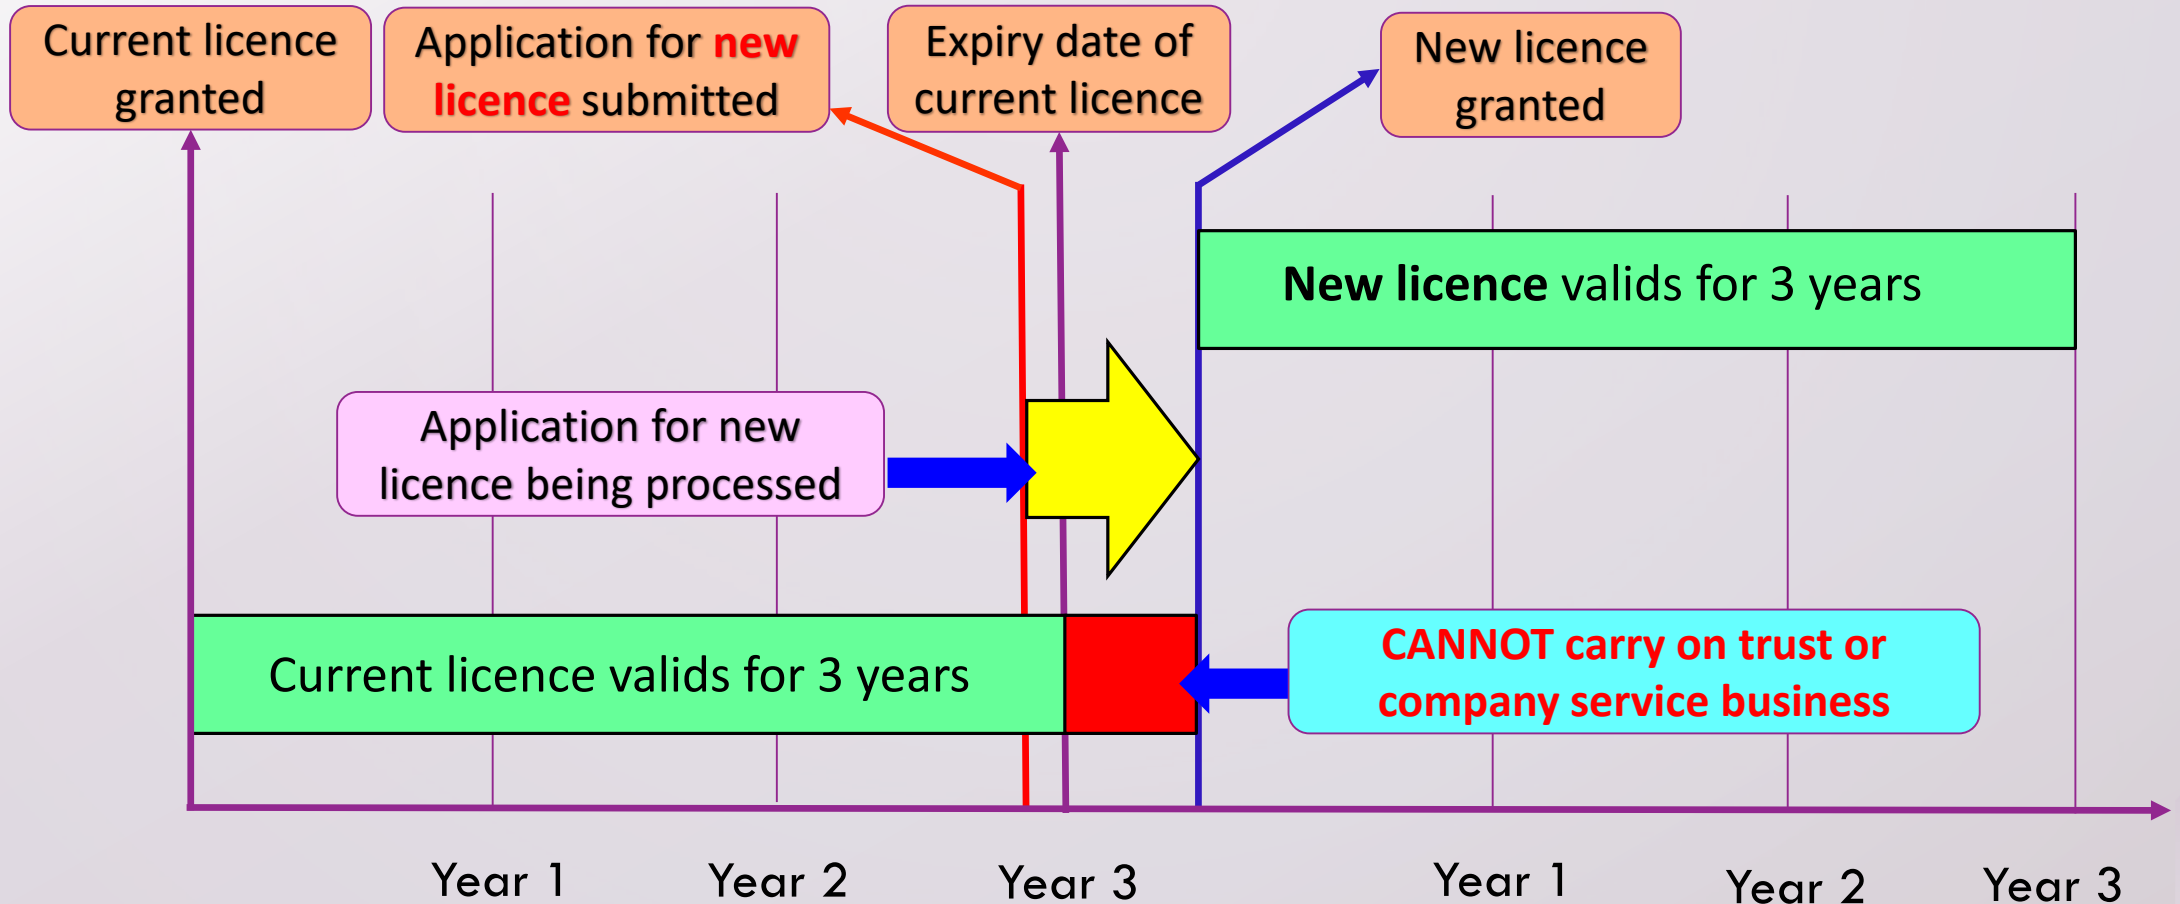 Current licence
granted
Application for new
licence submitted
Expiry date of
current licence
New licence
granted
New licence valids for 3 years
Application for new
licence being processed
Current licence valids for 3 years
CANNOT carry on trust or
company service business
Year 1
Year 2
Year 3
Year 1
Year 2
Year 3